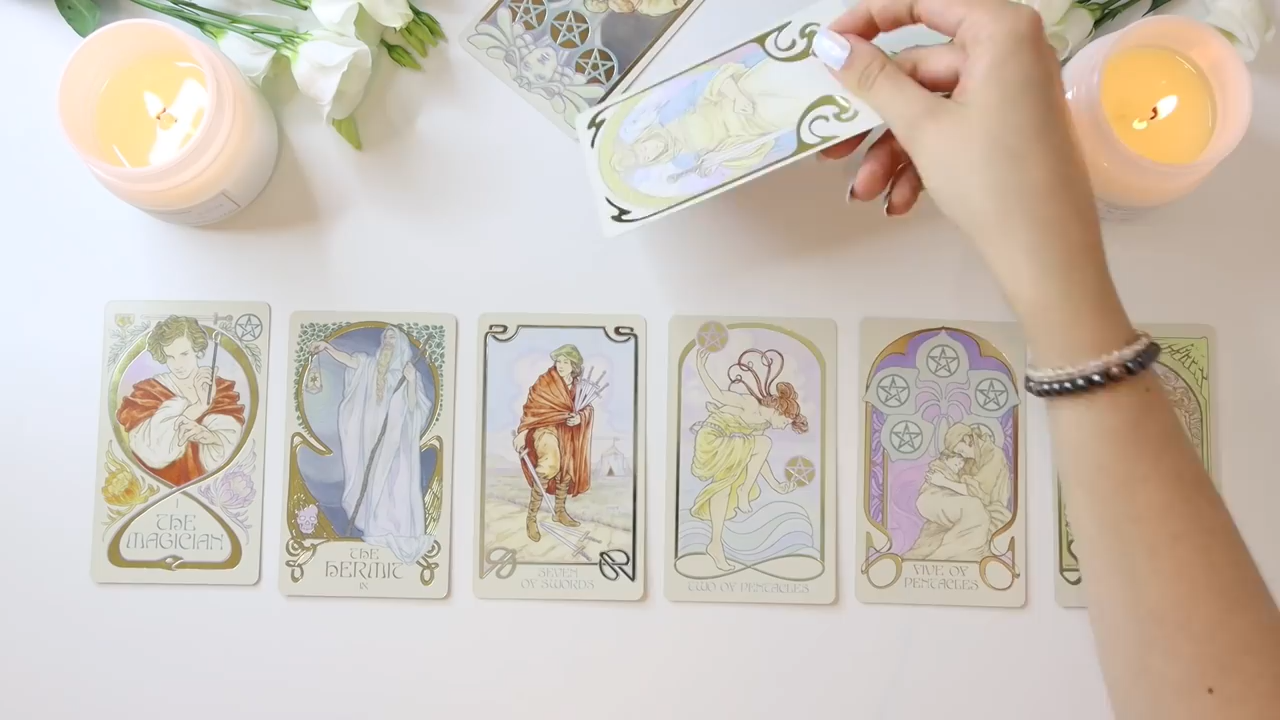 I
THE
MAGICIAN
THE
HERMIT
IX
SEVEN
OF SWORDS
TWO OF PENTACLES
FIVE OF
PENTACLES